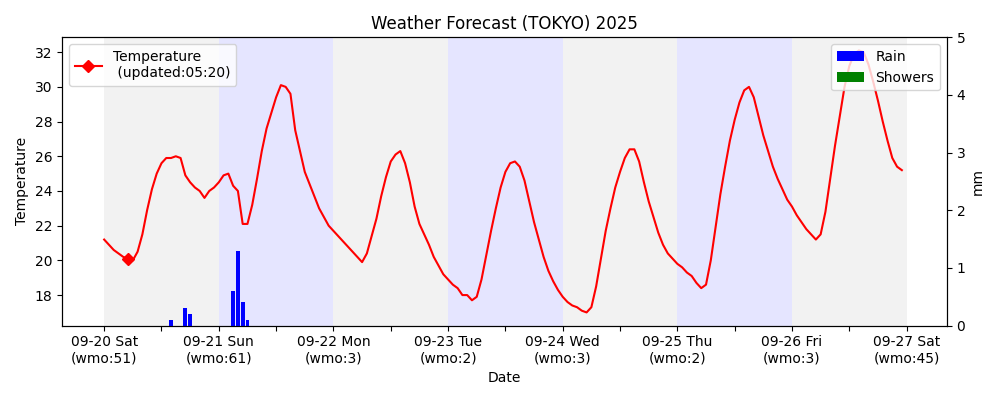 Weather Forecast (TOKYO) 2025
Temperature
(updated:05:20)
Rain
Showers
Temperature
32
30
28
26
24
22
20
18
5
4
3
2
1
0
mm
09-20 Sat
(wmo:51)
09-21 Sun
(wmo:61)
09-22 Mon
(wmo:3)
09-23 Tue
(wmo:2)
09-24 Wed
(wmo:3)
09-25 Thu
(wmo:2)
09-26 Fri
(wmo:3)
09-27 Sat
(wmo:45)
Date